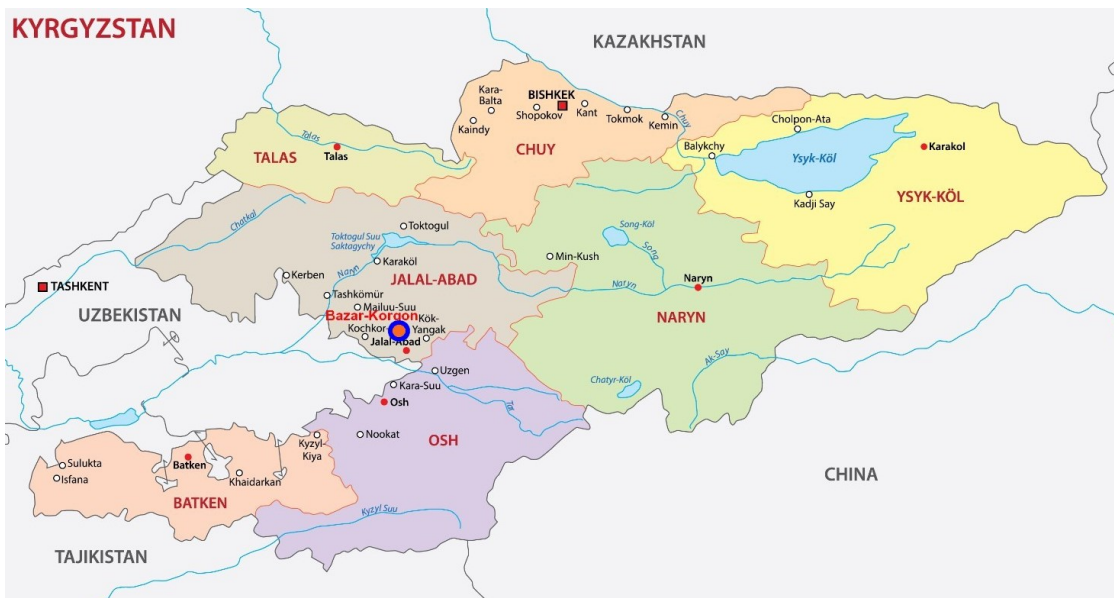 KYRGYZSTAN
KAZAKHSTAN
Kara-
Balta
BISHKEK
Shopokov
Kant
Kaindy
Tokmok
Kemin
Chuy
Cholpon-Ata
Talas
TALAS
Talas
CHUY
Balykchy
Ysyk-Köl
Karakol
Kadji Say
YSYK-KÖL
Chatkal
Toktogul
Toktogul Suu
Saktagychy
Song-Köl
Song
Min-Kush
Karaköl
Kerben
Naryn
JALAL-ABAD
Naryn
Naryn
TASHKENT
Tashkömür
Mailuu-Suu
UZBEKISTAN
Bazar-Korgon
Kök-
Yangak
Kochkor
Jalal-Abad
NARYN
Ak-Say
Uzgen
Kara-Suu
Chatyr-Köl
Osh
Tar
Nookat
OSH
Kyzyl-
Kiya
Sulukta
Isfana
Batken
Khaidarkan
BATKEN
CHINA
Kyzyl Suu
TAJIKISTAN